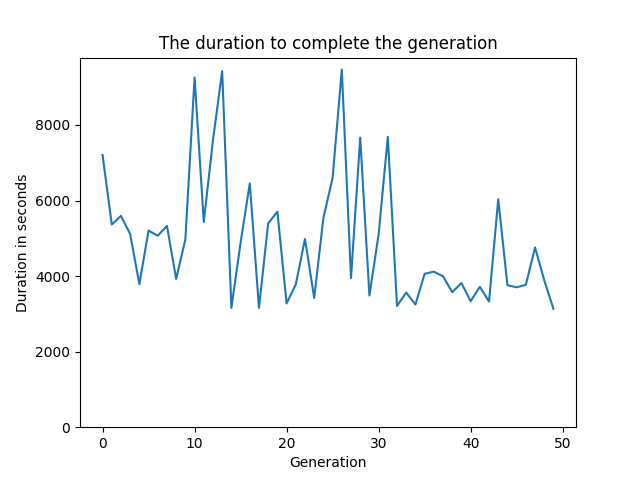 The duration to complete the generation
8000
6000
4000
2000
0
Duration in seconds
0 10 20 30 40 50
Generation